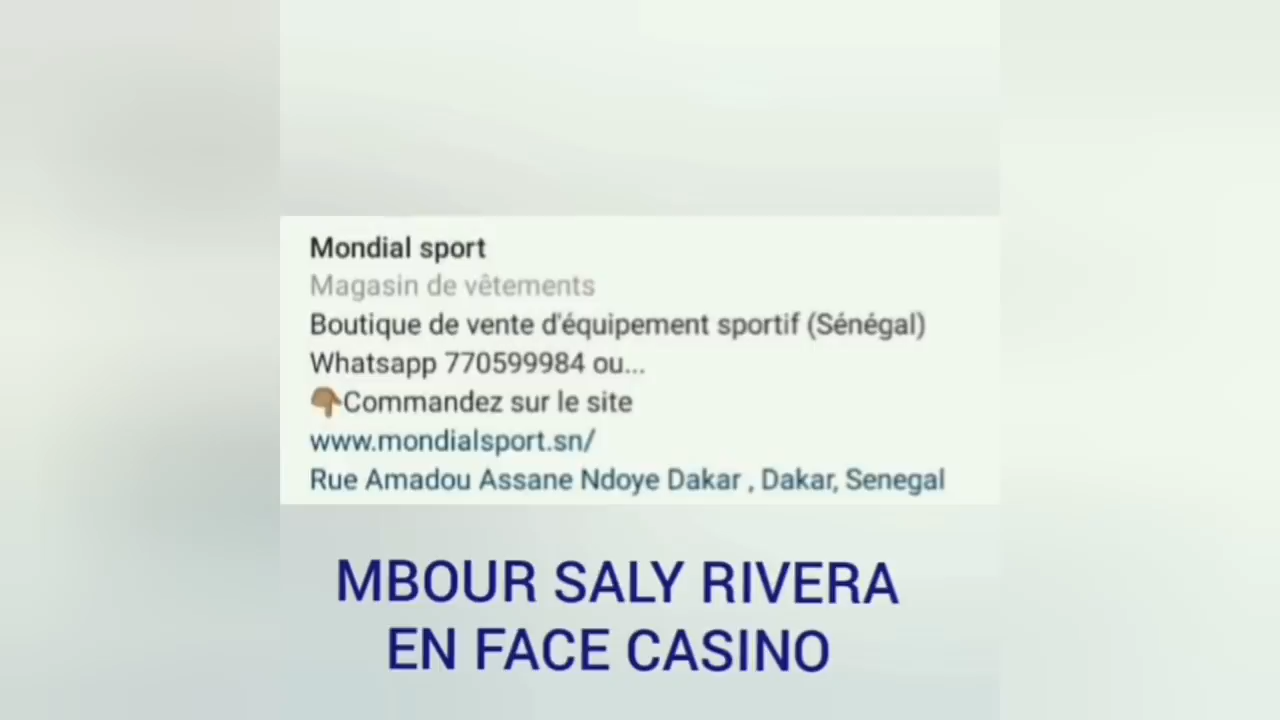 Mondial sport
Magasin de vêtements
Boutique de vente d'équipement sportif (Sénégal)
Whatsapp 770599984 ou...
👇🏽Commandez sur le site
www.mondialsport.sn/
Rue Amadou Assane Ndoye Dakar , Dakar, Senegal
MBOUR SALY RIVERA
EN FACE CASINO